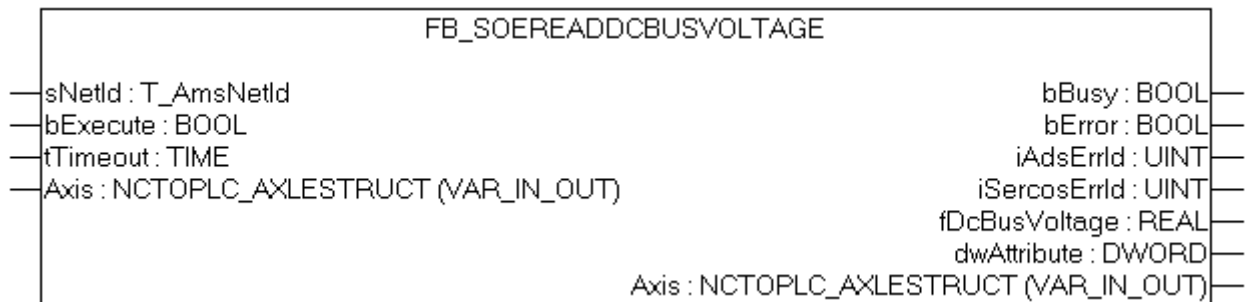 FB_SOEREADDCBUSVOLTAGE
sNetId : T_AmsNetId
bBusy : BOOL
bExecute : BOOL
bError : BOOL
tTimeout : TIME
iAdsErrId : UINT
Axis : NCTOPLC_AXLESTRUCT (VAR_IN_OUT)
iSercosErrId : UINT
fDcBusVoltage : REAL
dwAttribute : DWORD
Axis : NCTOPLC_AXLESTRUCT (VAR_IN_OUT)